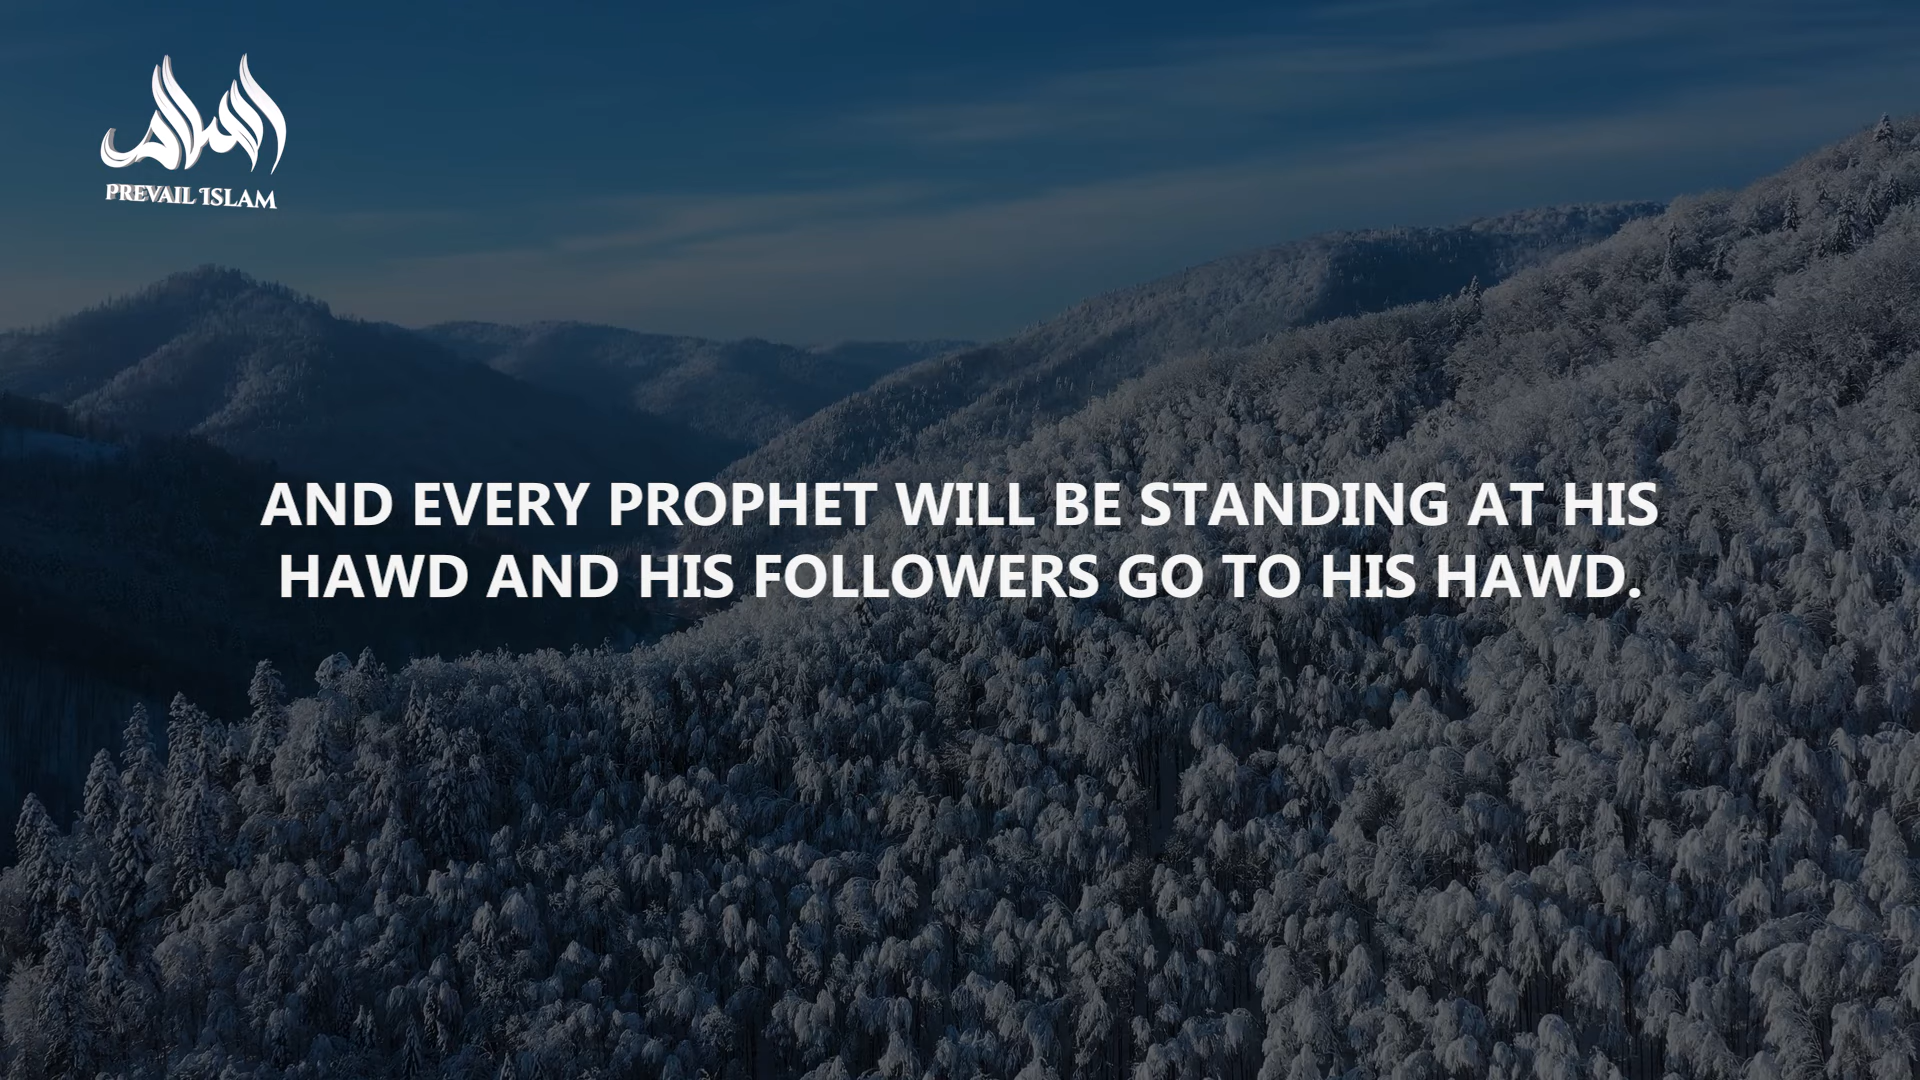 PREVAIL ISLAM
AND EVERY PROPHET WILL BE STANDING AT HIS
HAWD AND HIS FOLLOWERS GO TO HIS HAWD.